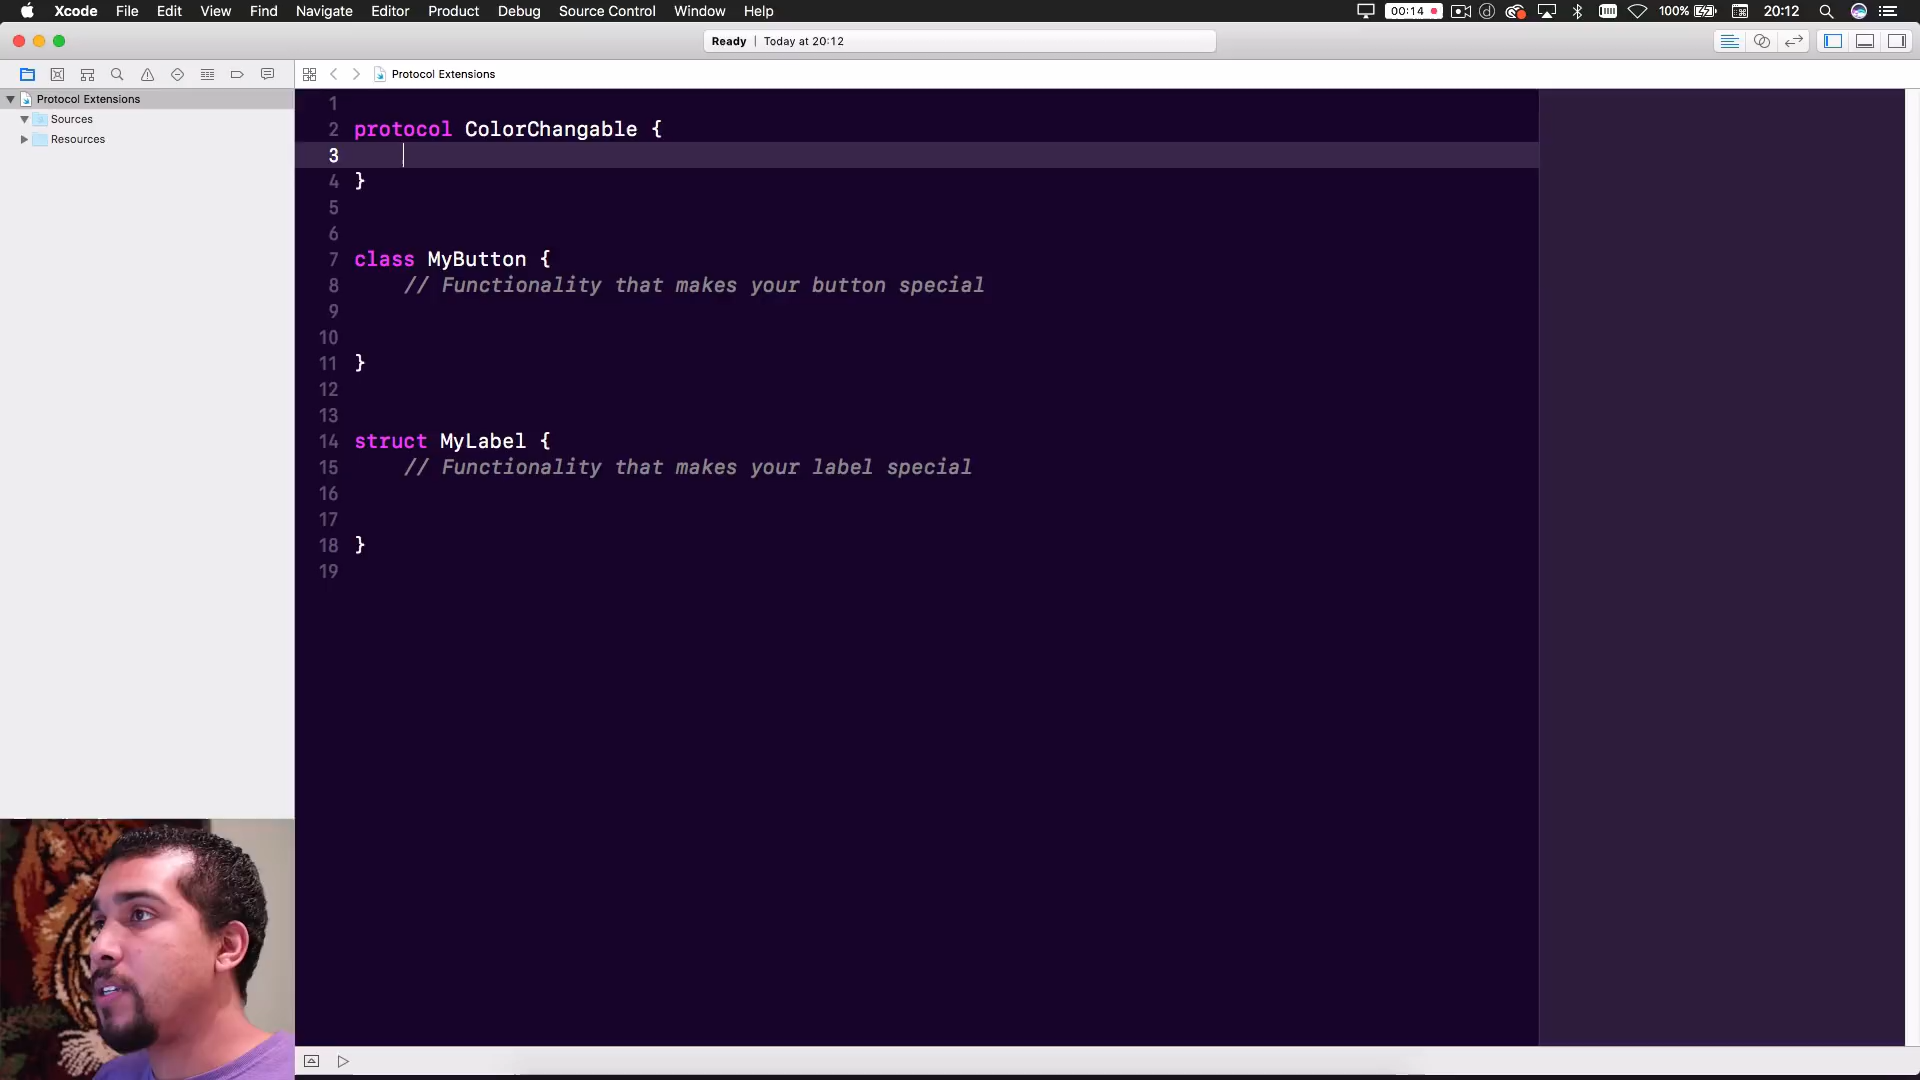 Xcode File Edit View Find Navigate Editor Product Debug Source Control Window Help 00:14 100% 20:12
Ready | Today at 20:12
Protocol Extensions
Protocol Extensions
Sources
Resources
1
2 protocol ColorChangable {
3
4 }
5
6
7 class MyButton {
8 // Functionality that makes your button special
9
10
11 }
12
13
14 struct MyLabel {
15 // Functionality that makes your label special
16
17
18 }
19